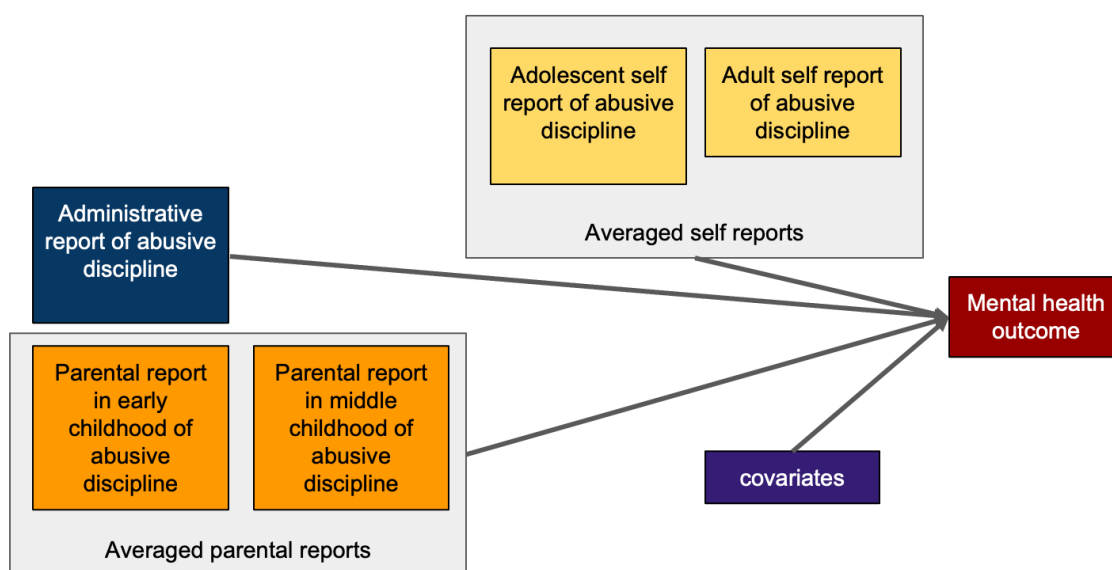 Adolescent self
report of abusive
discipline
Adult self report
of abusive
discipline
Averaged self reports
Administrative
report of abusive
discipline
Mental health
outcome
Parental report
in early
childhood of
abusive
discipline
Parental report
in middle
childhood of
abusive
discipline
Averaged parental reports
covariates